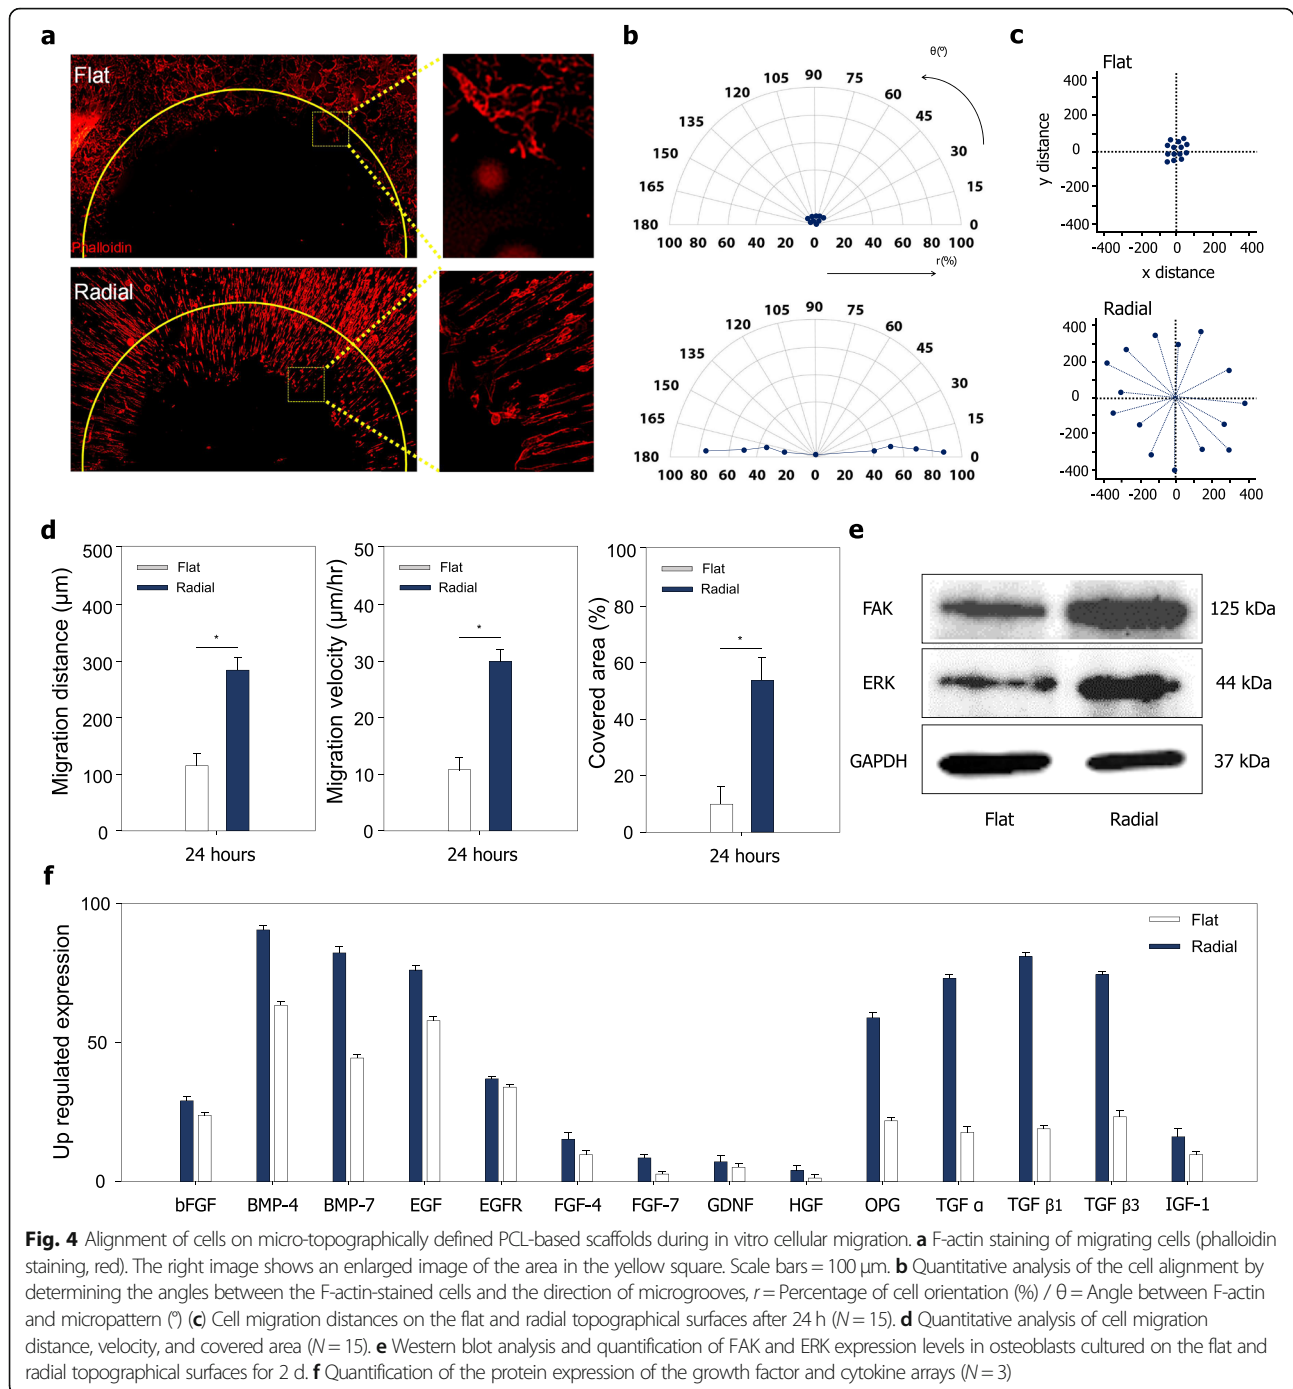 a
Flat
Phalloidin
Radial
b
θ(°)
90
105 75
120 60
135 45
150 30
165 15
180 0
100 80 60 40 20 0 20 40 60 80 100
r(%)
90
105 75
120 60
135 45
150 30
165 15
180 0
100 80 60 40 20 0 20 40 60 80 100
c
Flat
y distance
400
200
0
-200
-400
-400 -200 0 200 400
x distance
Radial
400
200
0
-200
-400
-400 -200 0 200 400
d
Migration distance (µm)
500
400
300
200
100
0
Flat
Radial
*
24 hours
Migration velocity (µm/hr)
50
40
30
20
10
0
Flat
Radial
*
24 hours
Covered area (%)
100
80
60
40
20
0
Flat
Radial
*
24 hours
e
FAK 125 kDa
ERK 44 kDa
GAPDH 37 kDa
Flat Radial
f
Up regulated expression
100
50
0
Flat
Radial
bFGF BMP-4 BMP-7 EGF EGFR FGF-4 FGF-7 GDNF HGF OPG TGF α TGF β1 TGF β3 IGF-1
Fig. 4 Alignment of cells on micro-topographically defined PCL-based scaffolds during in vitro cellular migration. a F-actin staining of migrating cells (phalloidin
staining, red). The right image shows an enlarged image of the area in the yellow square. Scale bars = 100 µm. b Quantitative analysis of the cell alignment by
determining the angles between the F-actin-stained cells and the direction of microgrooves, r = Percentage of cell orientation (%) / θ = Angle between F-actin
and micropattern (°) (c) Cell migration distances on the flat and radial topographical surfaces after 24 h (N = 15). d Quantitative analysis of cell migration
distance, velocity, and covered area (N = 15). e Western blot analysis and quantification of FAK and ERK expression levels in osteoblasts cultured on the flat and
radial topographical surfaces for 2 d. f Quantification of the protein expression of the growth factor and cytokine arrays (N = 3)